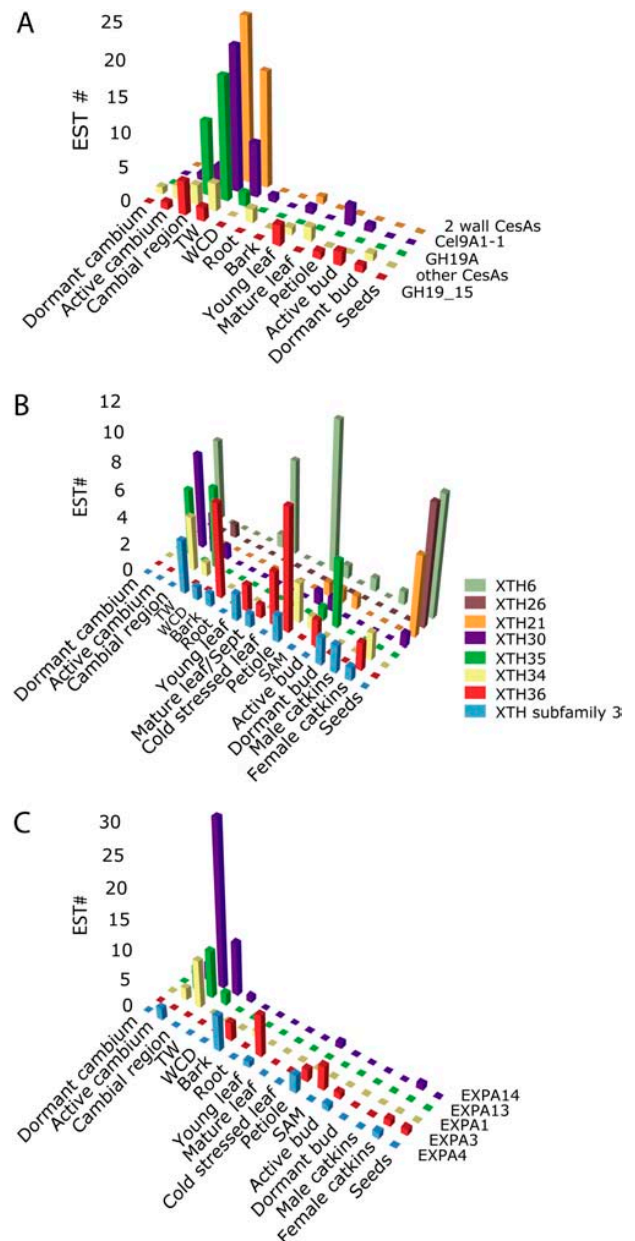 A
EST #
25
20
15
10
5
0
Dormant cambium
Active cambium
Cambial region
TW
WCD
Root
Bark
Young leaf
Mature leaf
Petiole
Active bud
Dormant bud
Seeds
2 wall CesAs
Cel9A1-1
GH19A
other CesAs
GH19_15
B
EST#
12
10
8
6
4
2
0
Dormant cambium
Active cambium
Cambial region
TW
WCD
Bark
Root
Young leaf
Mature leaf/Sept
Cold stressed leaf
Petiole
SAM
Active bud
Dormant bud
Male catkins
Female catkins
Seeds
XTH6
XTH26
XTH21
XTH30
XTH35
XTH34
XTH36
XTH subfamily 3
C
EST#
30
25
20
15
10
5
0
Dormant cambium
Active cambium
Cambial region
TW
WCD
Bark
Root
Young leaf
Mature leaf
Cold stressed leaf
Petiole
SAM
Active bud
Dormant bud
Male catkins
Female catkins
Seeds
EXPA14
EXPA13
EXPA1
EXPA3
EXPA4